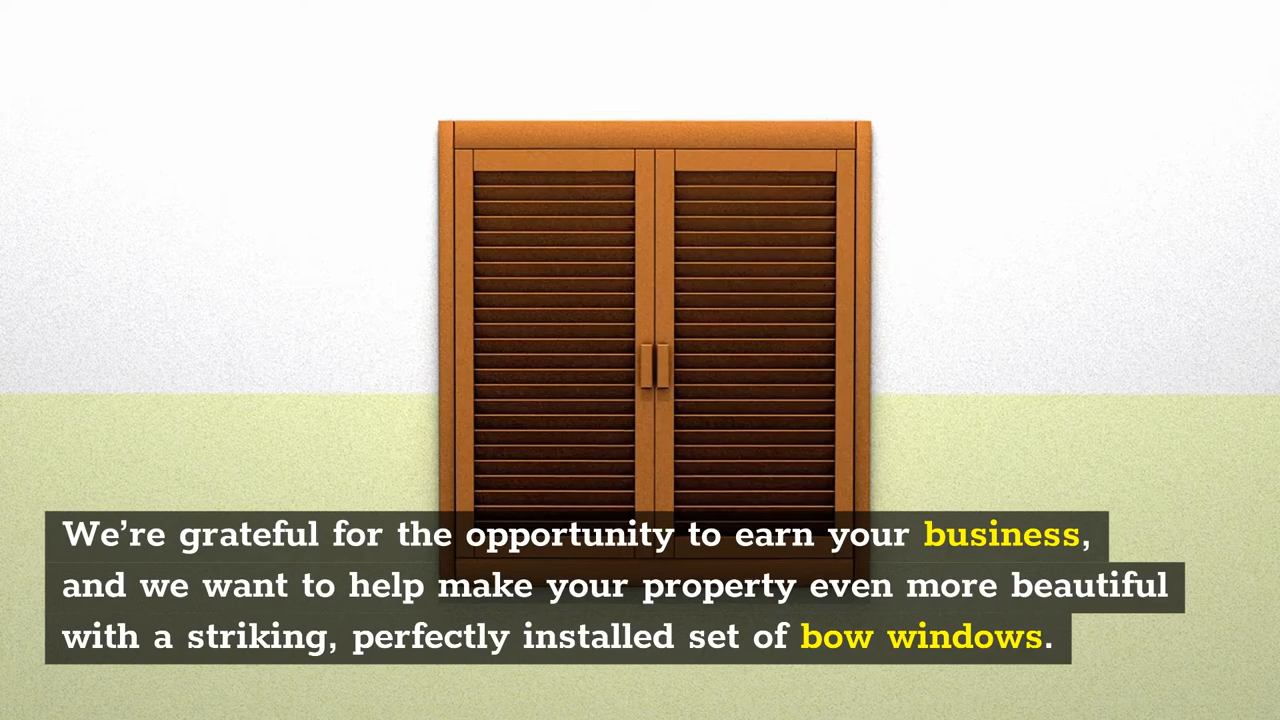 We’re grateful for the opportunity to earn your business,
and we want to help make your property even more beautiful
with a striking, perfectly installed set of bow windows.